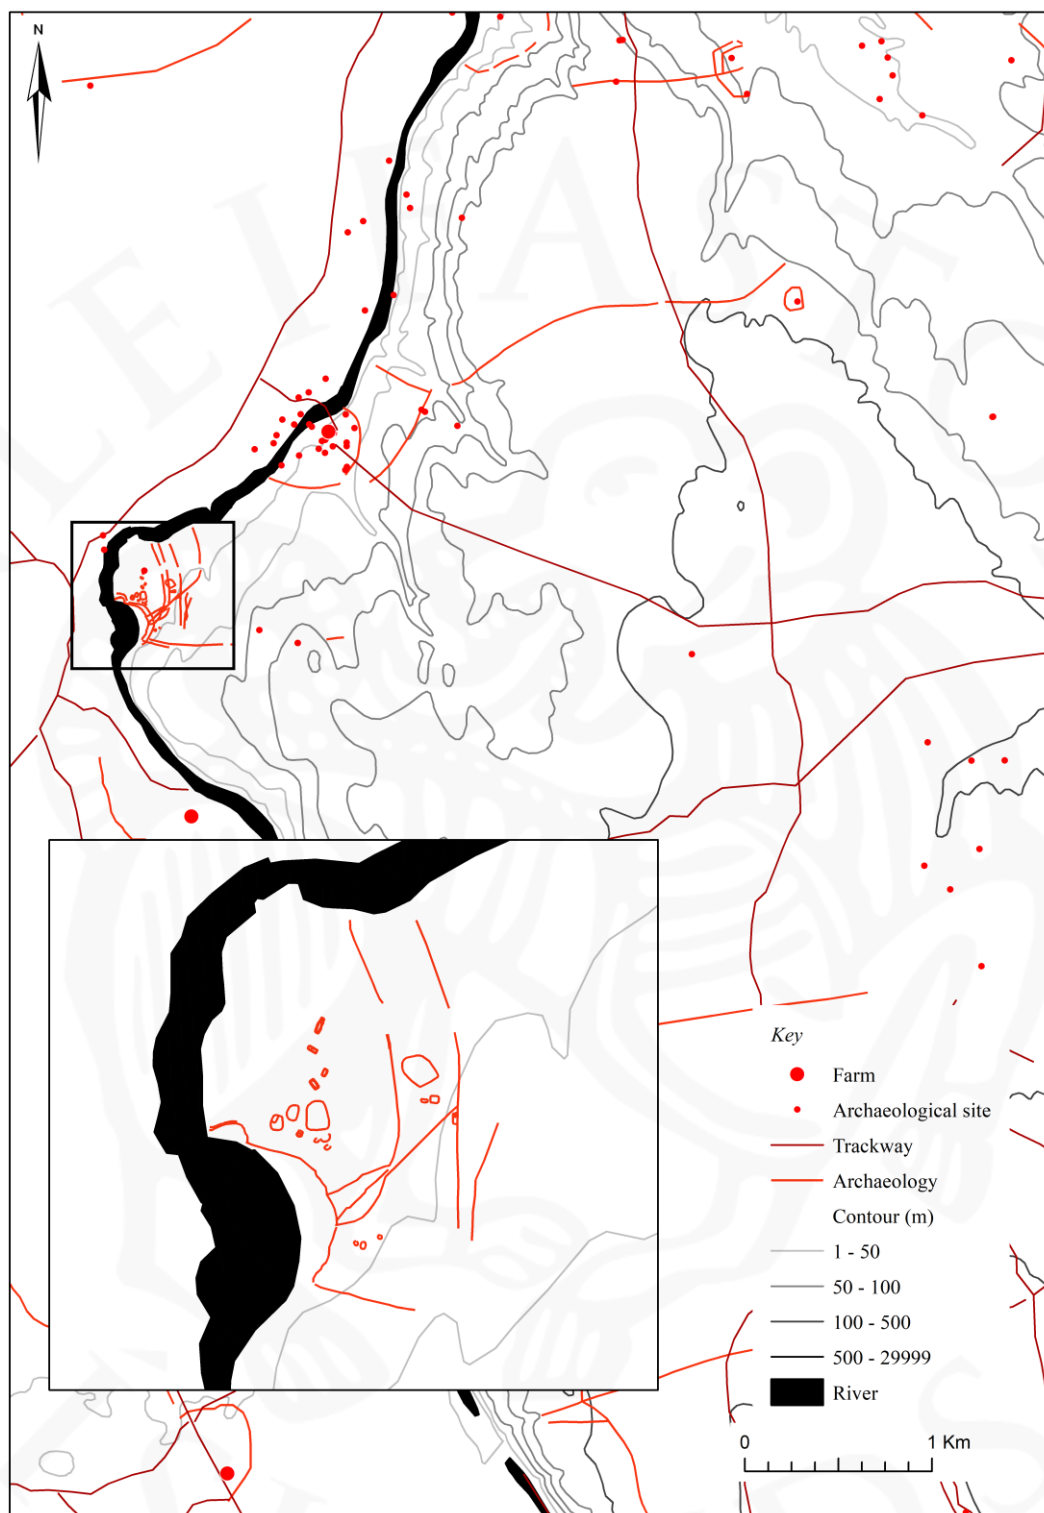 N
Key
Farm
Archaeological site
Trackway
Archaeology
Contour (m)
1 - 50
50 - 100
100 - 500
500 - 29999
River
0 1 Km